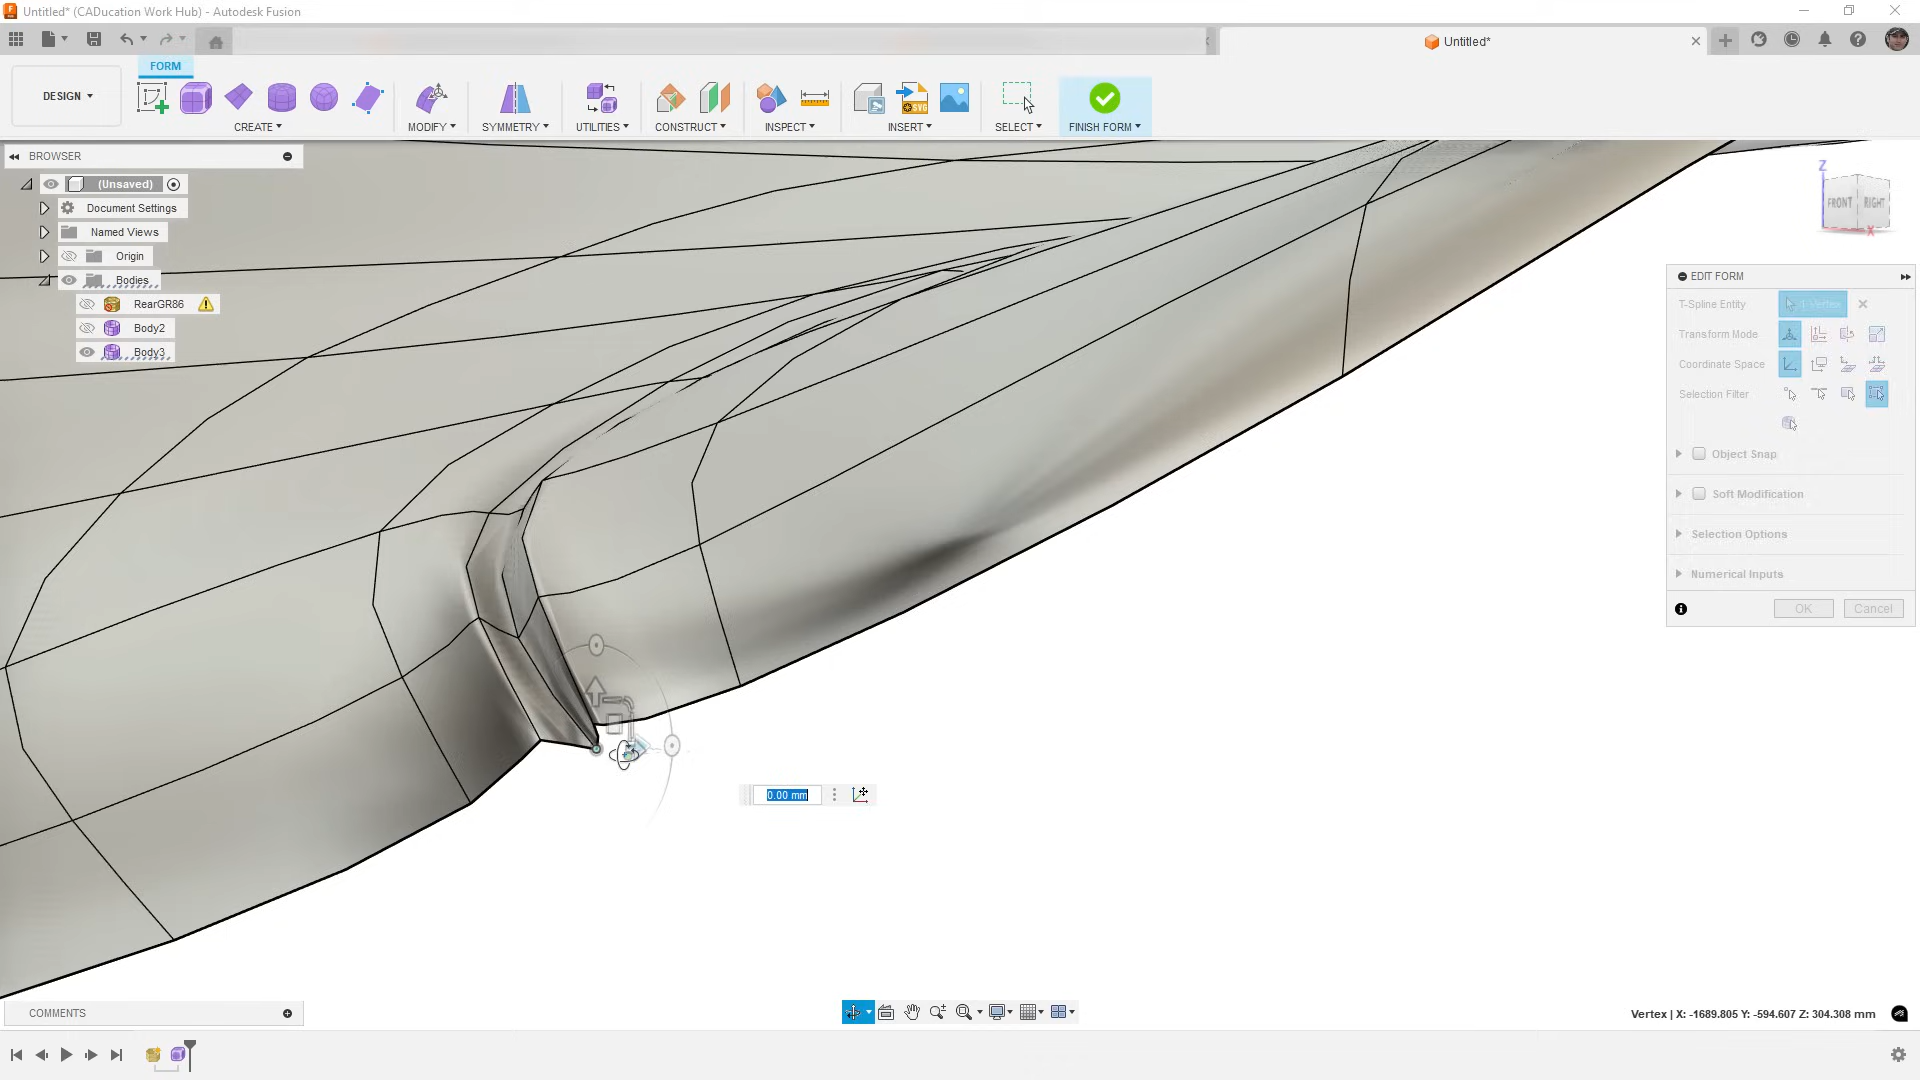 Untitled* (CADucation Work Hub) - Autodesk Fusion
Untitled*
FORM
DESIGN
CREATE
MODIFY
SYMMETRY
UTILITIES
CONSTRUCT
INSPECT
INSERT
SELECT
FINISH FORM
BROWSER
(Unsaved)
Document Settings
Named Views
Origin
Bodies
RearGR86
Body2
Body3
Z
FRONT
RIGHT
X
EDIT FORM
T-Spline Entity
1 Vertex
Transform Mode
Coordinate Space
Selection Filter
Object Snap
Soft Modification
Selection Options
Numerical Inputs
OK
Cancel
0.00 mm
COMMENTS
Vertex | X: -1689.805 Y: -594.607 Z: 304.308 mm